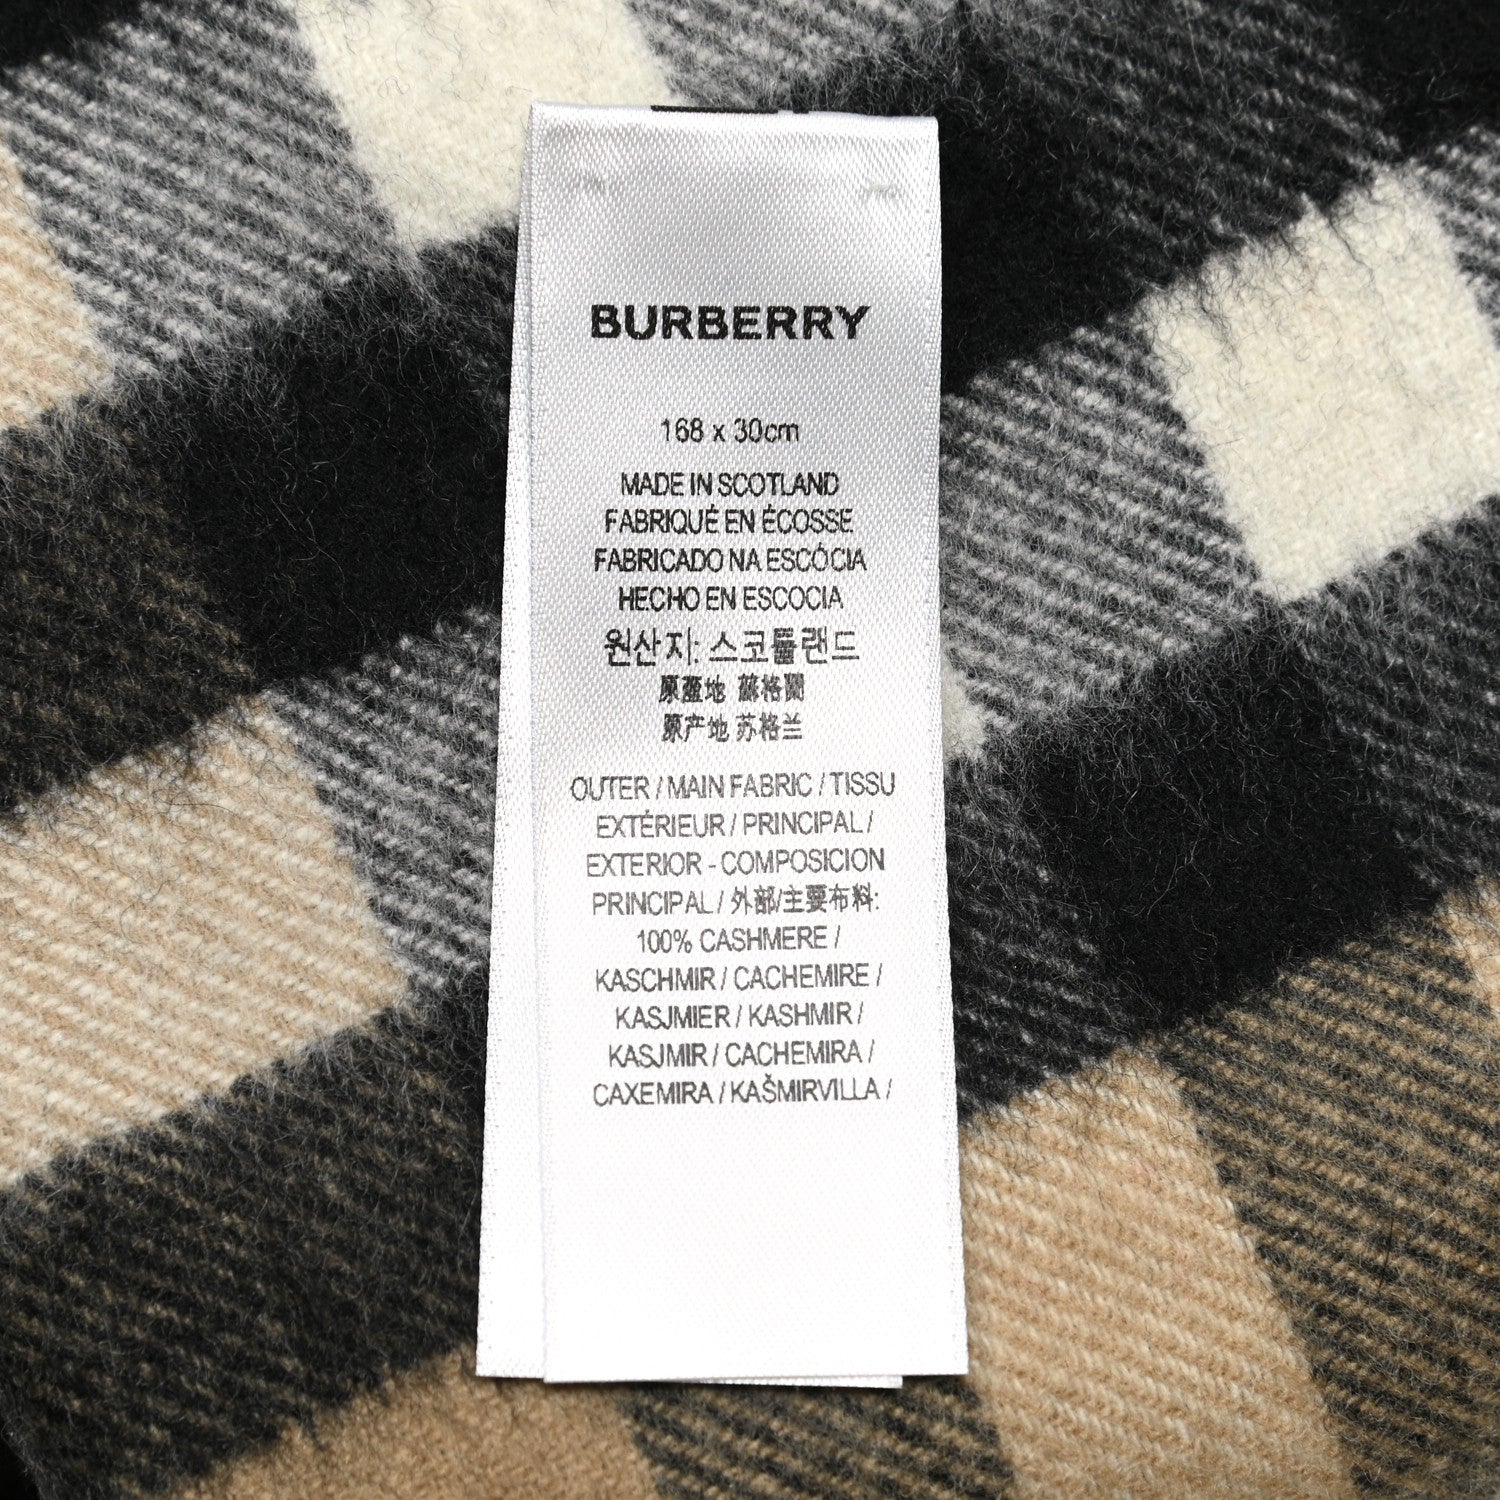 BURBERRY
168 x 30cm
MADE IN SCOTLAND
FABRIQUÉ EN ÉCOSSE
FABRICADO NA ESCÓCIA
HECHO EN ESCOCIA
원산지: 스코틀랜드
原產地 蘇格蘭
原产地 苏格兰
OUTER / MAIN FABRIC / TISSU
EXTÉRIEUR / PRINCIPAL /
EXTERIOR - COMPOSICION
PRINCIPAL / 外部/主要布料:
100% CASHMERE /
KASCHMIR / CACHEMIRE /
KASJMIER / KASHMIR /
KASJMIR / CACHEMIRA /
CAXEMIRA / KAŠMIRVILLA /